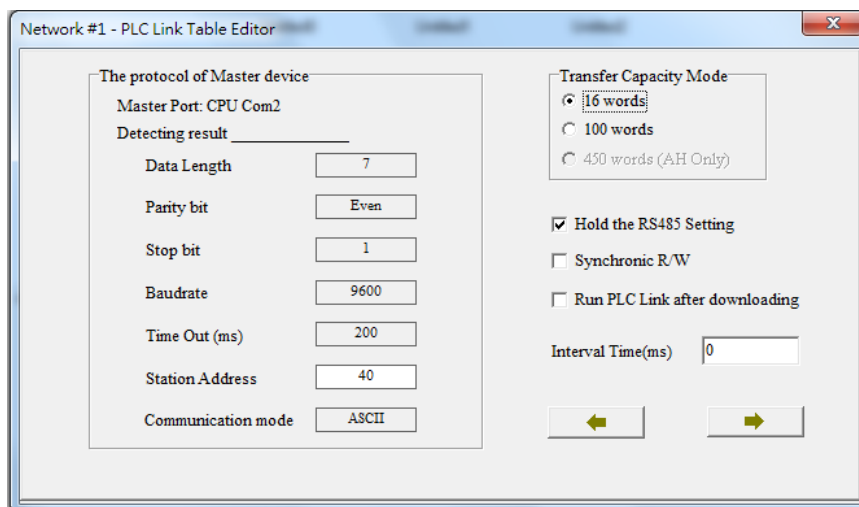 Network #1 - PLC Link Table Editor
The protocol of Master device
Master Port: CPU Com2
Detecting result
Data Length 7
Parity bit Even
Stop bit 1
Baudrate 9600
Time Out (ms) 200
Station Address 40
Communication mode ASCII
Transfer Capacity Mode
16 words
100 words
450 words (AH Only)
Hold the RS485 Setting
Synchronic R/W
Run PLC Link after downloading
Interval Time(ms) 0